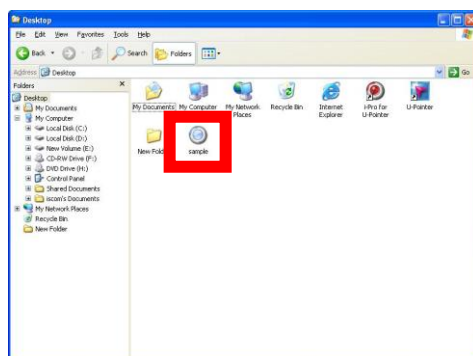 Desktop
File Edit View Favorites Tools Help
Back Search Folders
Address Desktop Go
Folders
Desktop
My Documents
My Computer
Local Disk (C:)
Local Disk (D:)
New Volume (E:)
CD-RW Drive (F:)
DVD Drive (H:)
Control Panel
Shared Documents
iscom's Documents
My Network Places
Recycle Bin
New Folder
My Documents My Computer My Network Places Recycle Bin Internet Explorer i-Pro for U-Pointer U-Pointer
New Fold sample